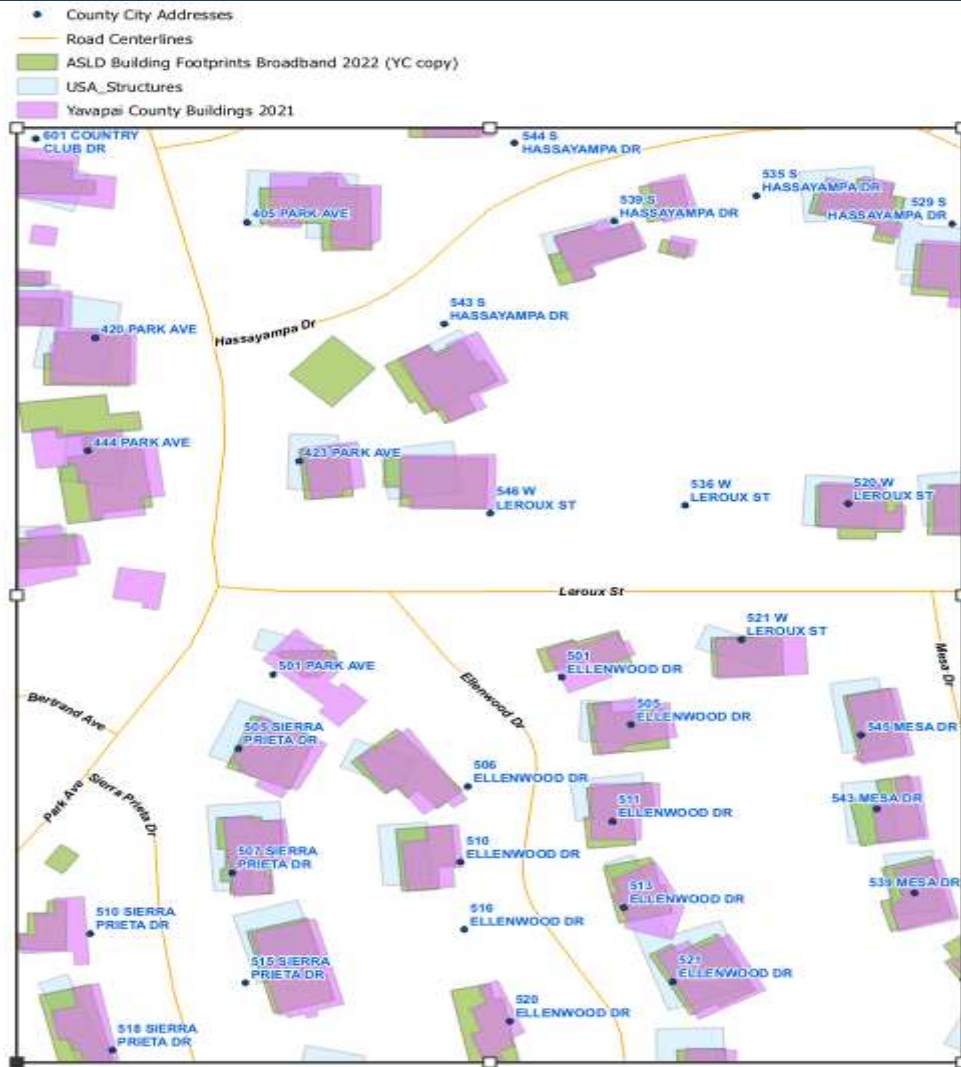 County City Addresses
Road Centerlines
ASLD Building Footprints Broadband 2022 (YC copy)
USA_Structures
Yavapai County Buildings 2021
601 COUNTRY
CLUB DR
544 S
HASSAYAMPA DR
535 S
HASSAYAMPA DR
539 S
HASSAYAMPA DR
529 S
HASSAYAMPA DR
405 PARK AVE
543 S
HASSAYAMPA DR
420 PARK AVE
Hassayampa Dr
444 PARK AVE
423 PARK AVE
546 W
LEROUX ST
536 W
LEROUX ST
520 W
LEROUX ST
Leroux St
521 W
LEROUX ST
501 PARK AVE
501
ELLENWOOD DR
Mesa Dr
Ellenwood Dr
Bertrand Ave
505 SIERRA
PRIETA DR
505
ELLENWOOD DR
545 MESA DR
506
ELLENWOOD DR
Park Ave
Sierra Prieta Dr
511
ELLENWOOD DR
543 MESA DR
507 SIERRA
PRIETA DR
510
ELLENWOOD DR
513
ELLENWOOD DR
539 MESA DR
510 SIERRA
PRIETA DR
516
ELLENWOOD DR
515 SIERRA
PRIETA DR
521
ELLENWOOD DR
520
ELLENWOOD DR
518 SIERRA
PRIETA DR